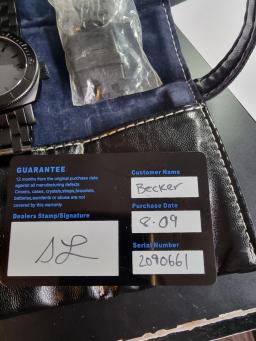 GUARANTEE
12 months from the original purchase date
against all manufacturing defects
Crowns, cases, crystals, straps, bracelets,
batteries, accidents or abuse are not
covered by this warranty
Dealers Stamp/Signature
SL
Customer Name
Becker
Purchase Date
8-09
Serial Number
2090661